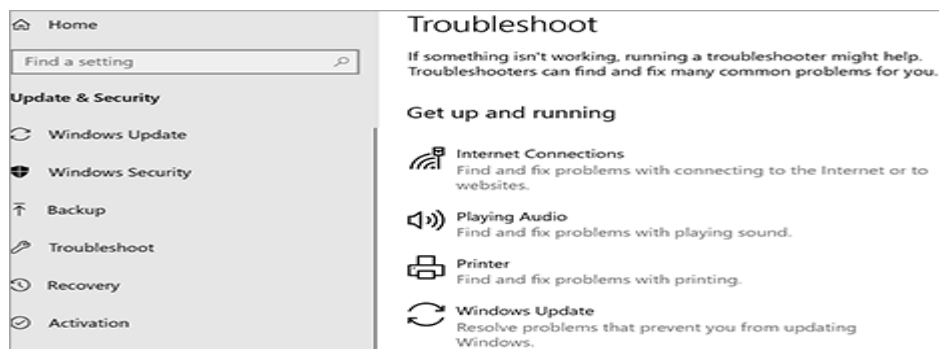 Home
Find a setting
Update & Security
Windows Update
Windows Security
Backup
Troubleshoot
Recovery
Activation
Troubleshoot
If something isn't working, running a troubleshooter might help.
Troubleshooters can find and fix many common problems for you.
Get up and running
Internet Connections
Find and fix problems with connecting to the Internet or to
websites.
Playing Audio
Find and fix problems with playing sound.
Printer
Find and fix problems with printing.
Windows Update
Resolve problems that prevent you from updating
Windows.